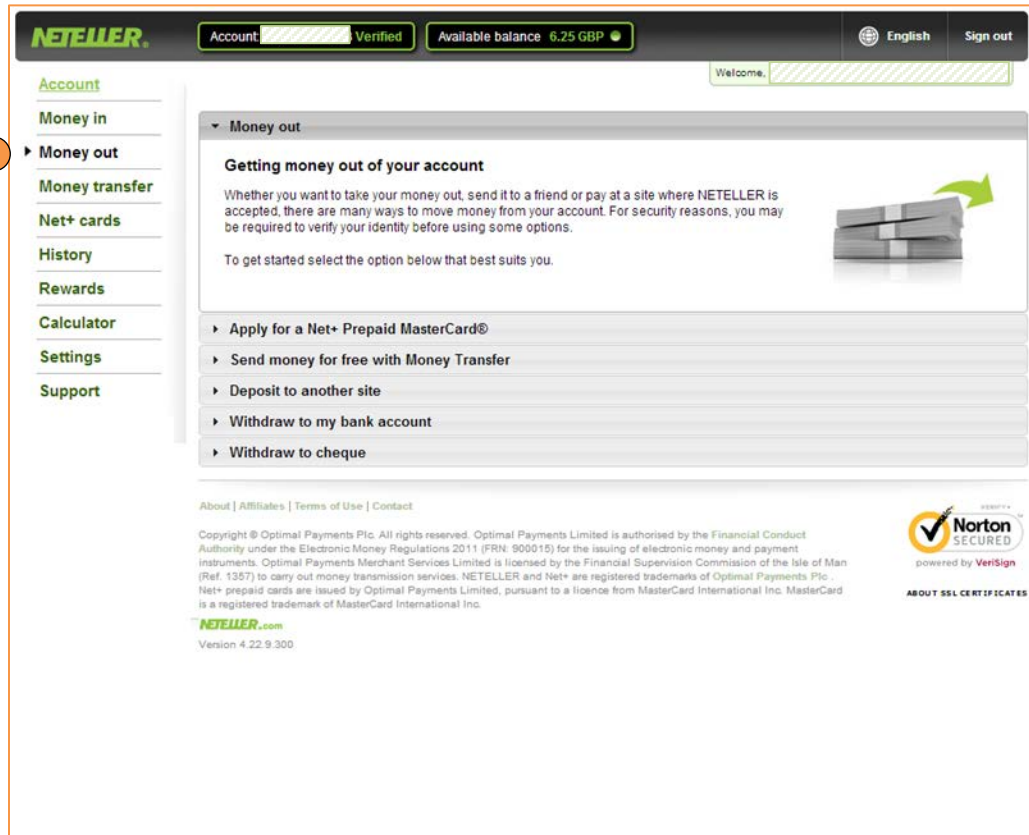 NETELLER.
Account: Verified
Available balance 6.25 GBP
English
Sign out
Welcome,
Account
Money in
Money out
Money transfer
Net+ cards
History
Rewards
Calculator
Settings
Support
Money out
Getting money out of your account
Whether you want to take your money out, send it to a friend or pay at a site where NETELLER is
accepted, there are many ways to move money from your account. For security reasons, you may
be required to verify your identity before using some options.
To get started select the option below that best suits you.
Apply for a Net+ Prepaid MasterCard®
Send money for free with Money Transfer
Deposit to another site
Withdraw to my bank account
Withdraw to cheque
About | Affiliates | Terms of Use | Contact
Copyright © Optimal Payments Plc. All rights reserved. Optimal Payments Limited is authorised by the Financial Conduct
Authority under the Electronic Money Regulations 2011 (FRN: 900015) for the issuing of electronic money and payment
instruments. Optimal Payments Merchant Services Limited is licensed by the Financial Supervision Commission of the Isle of Man
(Ref. 1357) to carry out money transmission services. NETELLER and Net+ are registered trademarks of Optimal Payments Plc .
Net+ prepaid cards are issued by Optimal Payments Limited, pursuant to a licence from MasterCard International Inc. MasterCard
is a registered trademark of MasterCard International Inc.
NETELLER.com
Version 4.22.9.300
Norton
SECURED
powered by VeriSign
ABOUT SSL CERTIFICATES